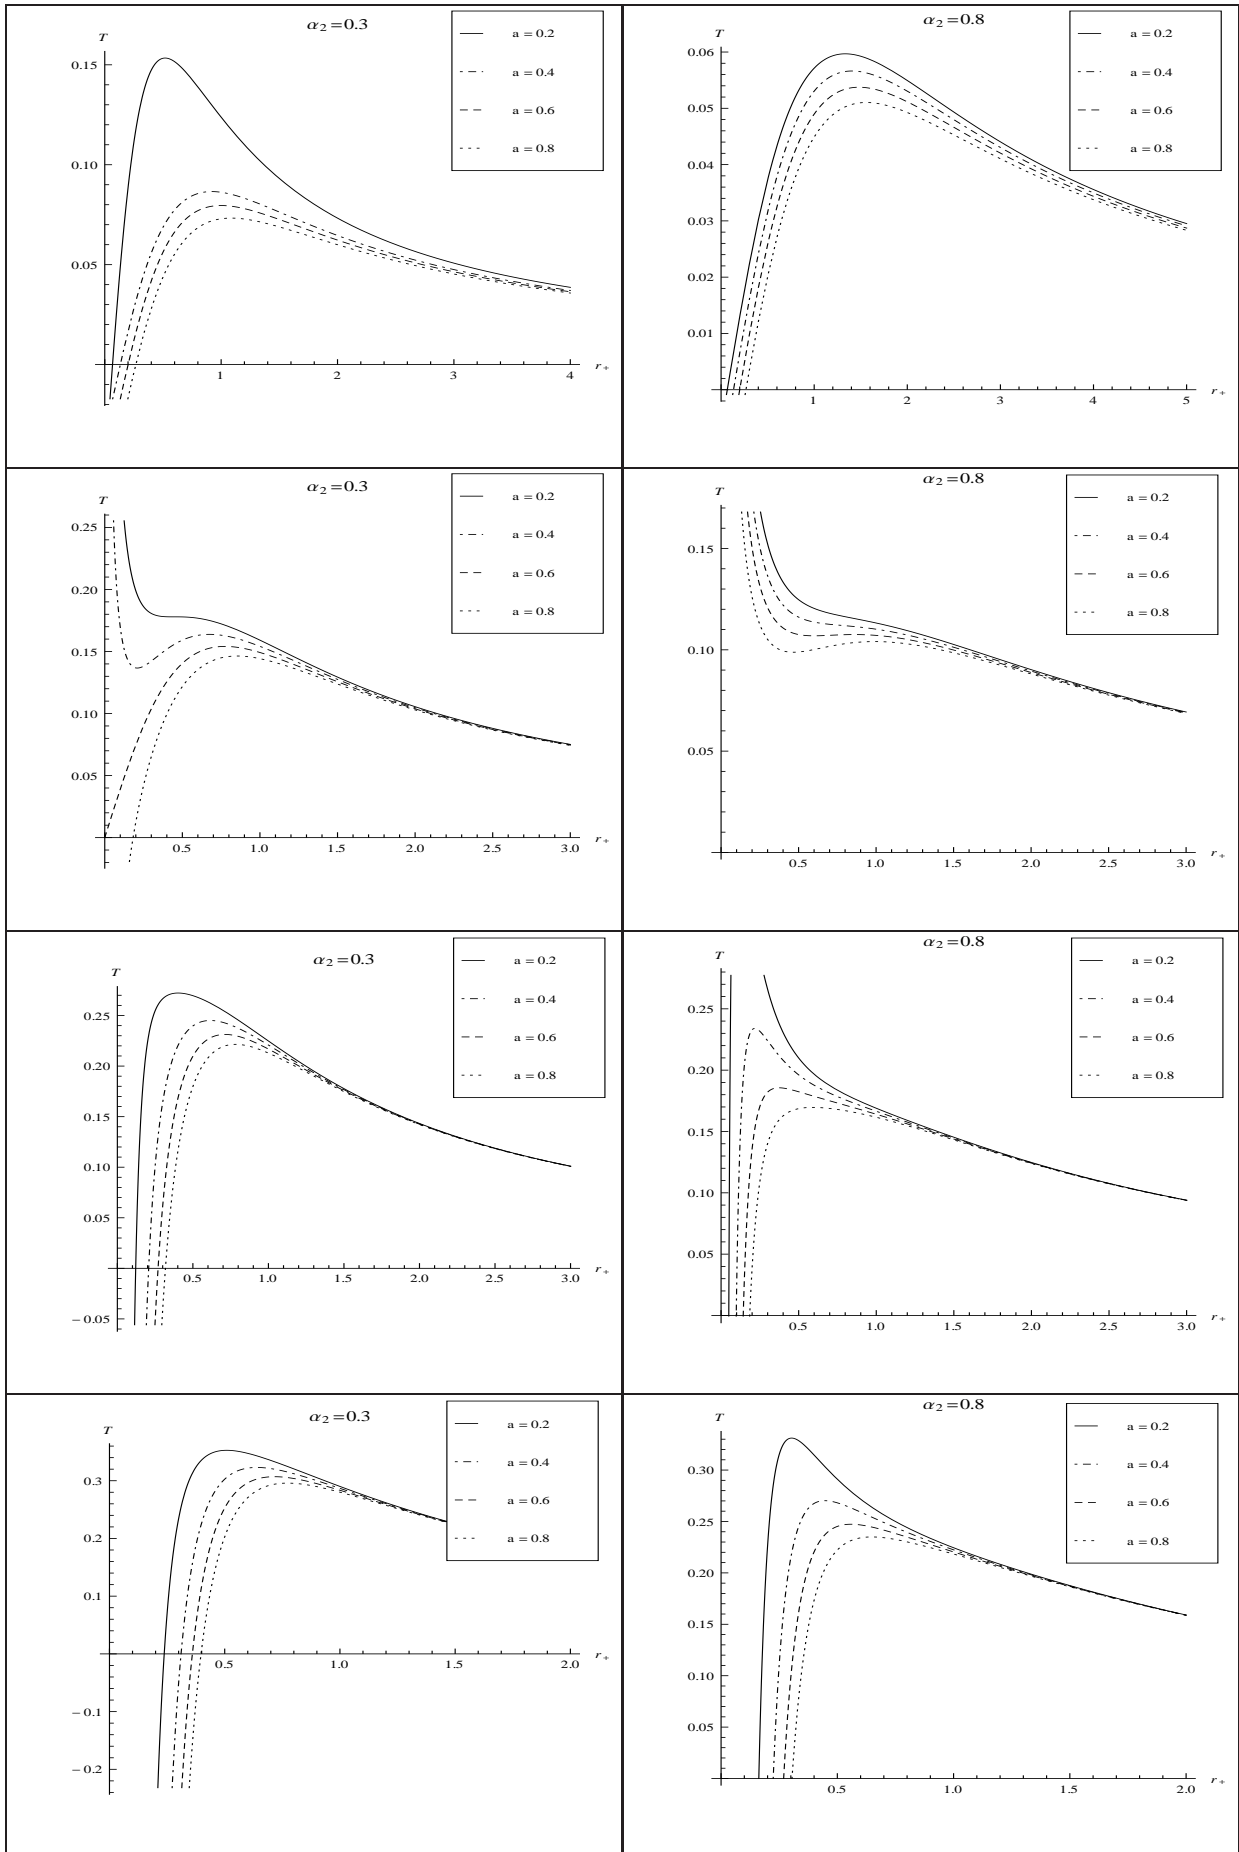 α₂=0.3
T
a = 0.2
a = 0.4
a = 0.6
a = 0.8
0.15
0.10
0.05
1 2 3 4 r₊
α₂=0.8
T
a = 0.2
a = 0.4
a = 0.6
a = 0.8
0.06
0.05
0.04
0.03
0.02
0.01
1 2 3 4 5 r₊
α₂=0.3
T
a = 0.2
a = 0.4
a = 0.6
a = 0.8
0.25
0.20
0.15
0.10
0.05
0.5 1.0 1.5 2.0 2.5 3.0 r₊
α₂=0.8
T
a = 0.2
a = 0.4
a = 0.6
a = 0.8
0.15
0.10
0.05
0.5 1.0 1.5 2.0 2.5 3.0 r₊
α₂=0.3
T
a = 0.2
a = 0.4
a = 0.6
a = 0.8
0.25
0.20
0.15
0.10
0.05
0.5 1.0 1.5 2.0 2.5 3.0 r₊
−0.05
α₂=0.8
T
a = 0.2
a = 0.4
a = 0.6
a = 0.8
0.25
0.20
0.15
0.10
0.05
0.5 1.0 1.5 2.0 2.5 3.0 r₊
α₂=0.3
T
a = 0.2
a = 0.4
a = 0.6
a = 0.8
0.3
0.2
0.1
0.5 1.0 1.5 2.0 r₊
−0.1
−0.2
α₂=0.8
T
a = 0.2
a = 0.4
a = 0.6
a = 0.8
0.30
0.25
0.20
0.15
0.10
0.05
0.5 1.0 1.5 2.0 r₊